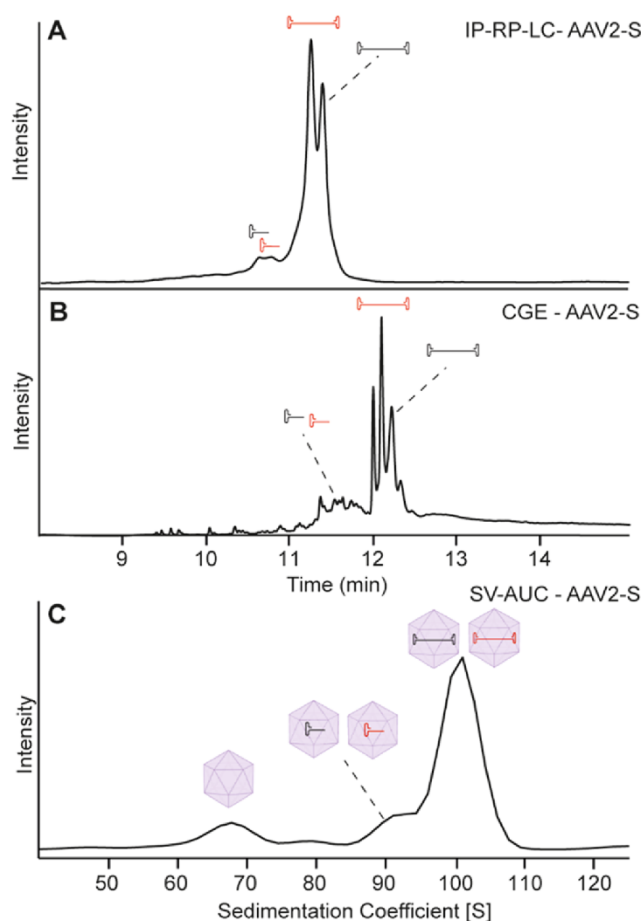 A
IP-RP-LC- AAV2-S
Intensity
B
CGE - AAV2-S
Intensity
9 10 11 12 13 14
Time (min)
C
SV-AUC - AAV2-S
Intensity
50 60 70 80 90 100 110 120
Sedimentation Coefficient [S]